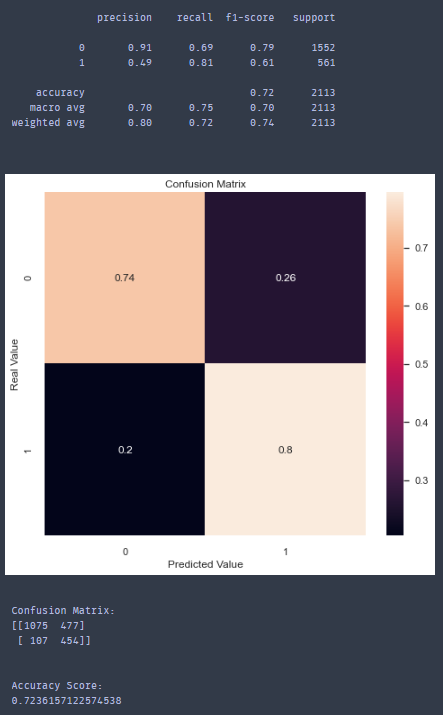 precision recall f1-score support
0 0.91 0.69 0.79 1552
1 0.49 0.81 0.61 561
accuracy 0.72 2113
macro avg 0.70 0.75 0.70 2113
weighted avg 0.80 0.72 0.74 2113
Confusion Matrix
0.74 0.26
0.2 0.8
0
1
Real Value
0 1
Predicted Value
0.7
0.6
0.5
0.4
0.3
Confusion Matrix:
[[1075 477]
[ 107 454]]
Accuracy Score:
0.7236157122574538